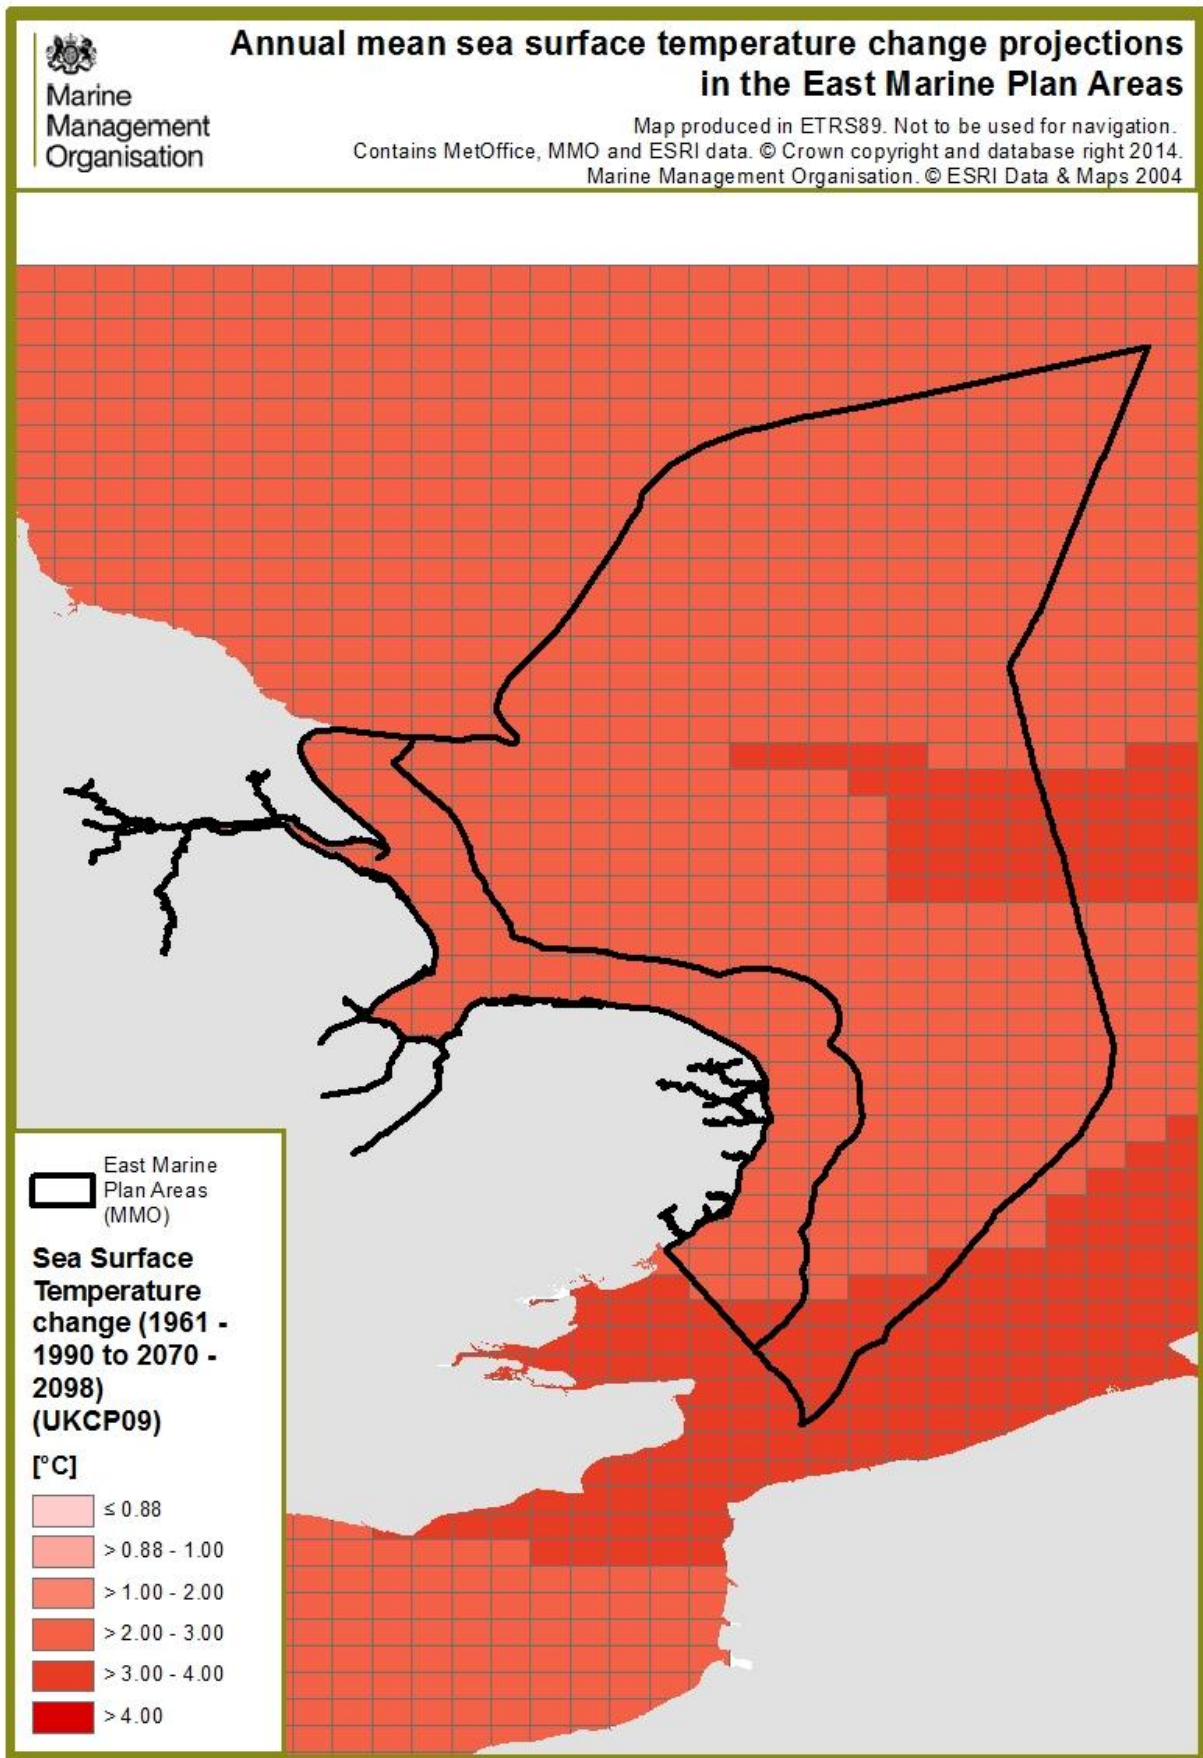 Marine
Management
Organisation
Annual mean sea surface temperature change projections
in the East Marine Plan Areas
Map produced in ETRS89. Not to be used for navigation.
Contains MetOffice, MMO and ESRI data. © Crown copyright and database right 2014.
Marine Management Organisation. © ESRI Data & Maps 2004
East Marine
Plan Areas
(MMO)
Sea Surface
Temperature
change (1961 -
1990 to 2070 -
2098)
(UKCP09)
[°C]
≤ 0.88
> 0.88 - 1.00
> 1.00 - 2.00
> 2.00 - 3.00
> 3.00 - 4.00
> 4.00